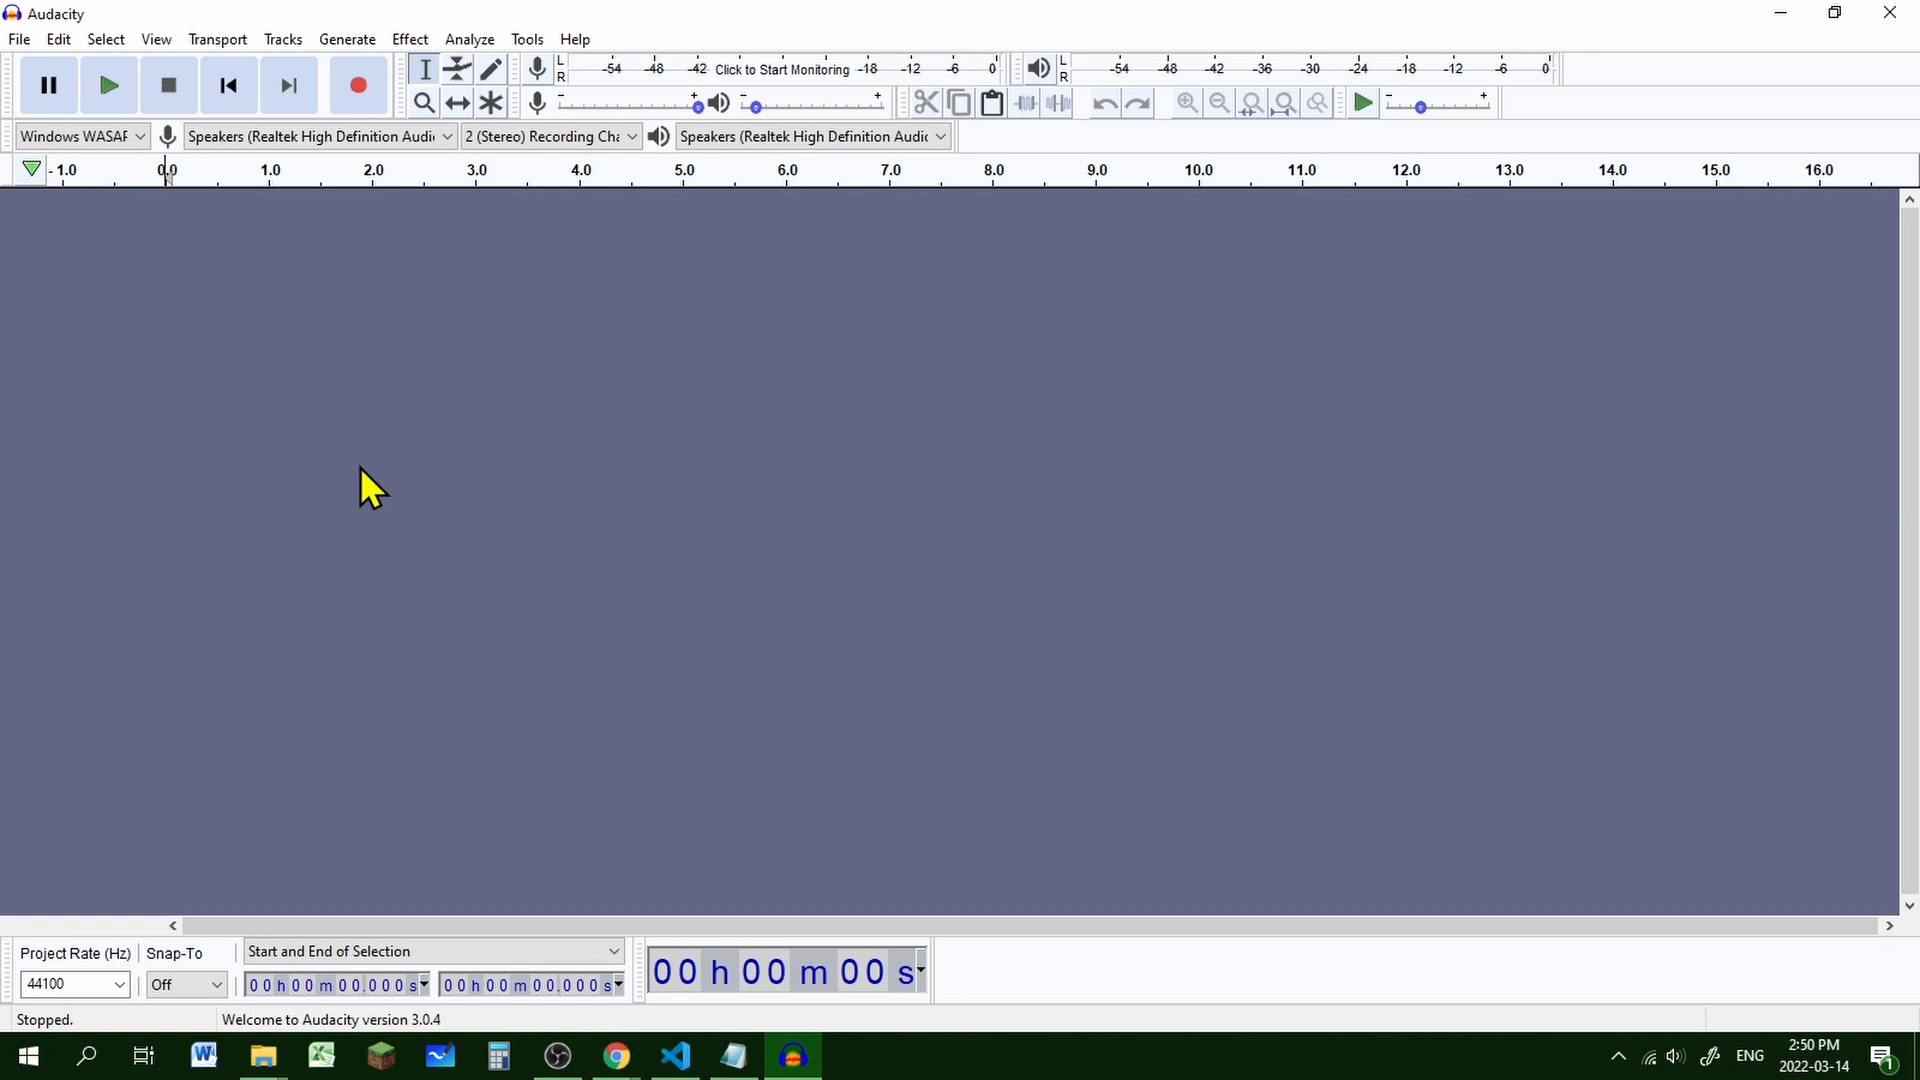 Audacity
File Edit Select View Transport Tracks Generate Effect Analyze Tools Help
L R -54 -48 -42 Click to Start Monitoring -18 -12 -6 0 L R -54 -48 -42 -36 -30 -24 -18 -12 -6 0
- + - + - +
Windows WASAF Speakers (Realtek High Definition Audi 2 (Stereo) Recording Cha Speakers (Realtek High Definition Audi
- 1.0 0.0 1.0 2.0 3.0 4.0 5.0 6.0 7.0 8.0 9.0 10.0 11.0 12.0 13.0 14.0 15.0 16.0
Project Rate (Hz) Snap-To Start and End of Selection
44100 Off 00 h 00 m 00.000 s 00 h 00 m 00.000 s 00 h 00 m 00 s
Stopped. Welcome to Audacity version 3.0.4
ENG 2:50 PM
2022-03-14 1